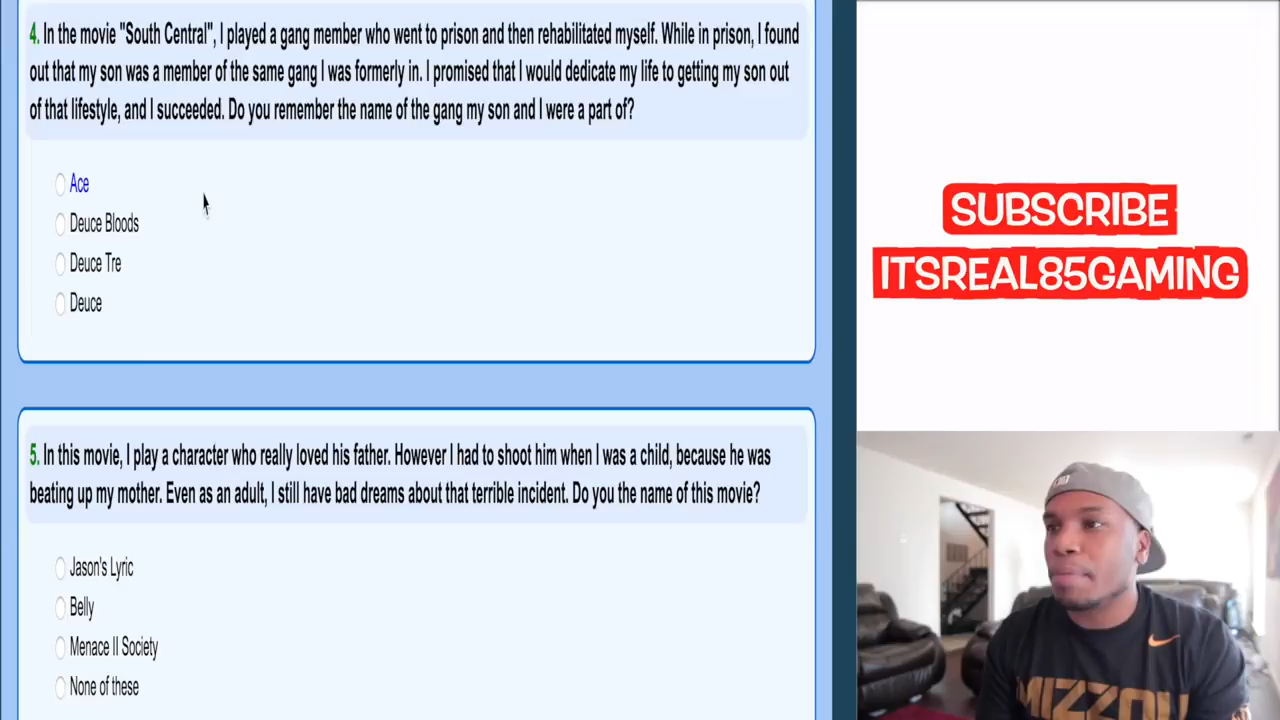 4. In the movie "South Central", I played a gang member who went to prison and then rehabilitated myself. While in prison, I found
out that my son was a member of the same gang I was formerly in. I promised that I would dedicate my life to getting my son out
of that lifestyle, and I succeeded. Do you remember the name of the gang my son and I were a part of?
Ace
Deuce Bloods
Deuce Tre
Deuce
5. In this movie, I play a character who really loved his father. However I had to shoot him when I was a child, because he was
beating up my mother. Even as an adult, I still have bad dreams about that terrible incident. Do you the name of this movie?
Jason's Lyric
Belly
Menace II Society
None of these
SUBSCRIBE
ITSREAL85GAMING
MIZZOU